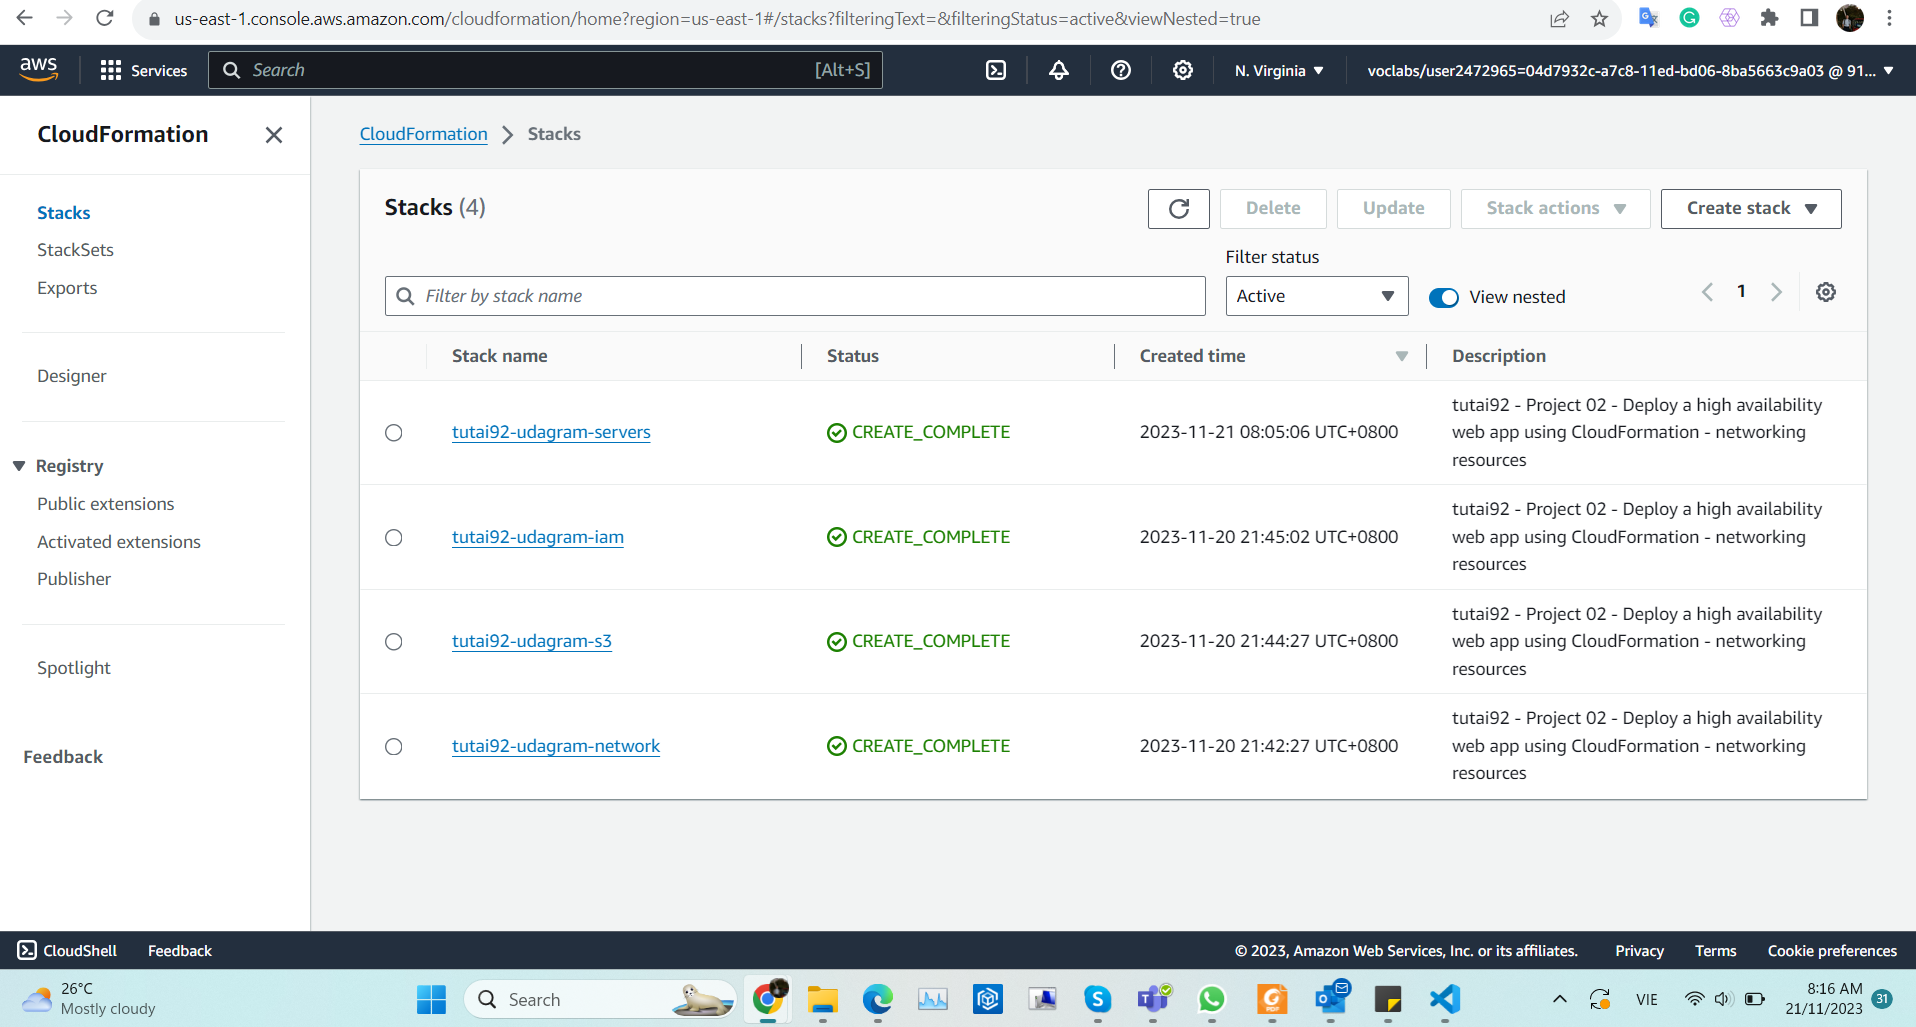 us-east-1.console.aws.amazon.com/cloudformation/home?region=us-east-1#/stacks?filteringText=&filteringStatus=active&viewNested=true
aws
Services
Search
[Alt+S]
N. Virginia
voclabs/user2472965=04d7932c-a7c8-11ed-bd06-8ba5663c9a03 @ 91...
CloudFormation
Stacks
StackSets
Exports
Designer
Registry
Public extensions
Activated extensions
Publisher
Spotlight
Feedback
CloudFormation > Stacks
Stacks (4)
Delete
Update
Stack actions
Create stack
Filter by stack name
Filter status
Active
View nested
1
Stack name
Status
Created time
Description
tutai92-udagram-servers
CREATE_COMPLETE
2023-11-21 08:05:06 UTC+0800
tutai92 - Project 02 - Deploy a high availability
web app using CloudFormation - networking
resources
tutai92-udagram-iam
CREATE_COMPLETE
2023-11-20 21:45:02 UTC+0800
tutai92 - Project 02 - Deploy a high availability
web app using CloudFormation - networking
resources
tutai92-udagram-s3
CREATE_COMPLETE
2023-11-20 21:44:27 UTC+0800
tutai92 - Project 02 - Deploy a high availability
web app using CloudFormation - networking
resources
tutai92-udagram-network
CREATE_COMPLETE
2023-11-20 21:42:27 UTC+0800
tutai92 - Project 02 - Deploy a high availability
web app using CloudFormation - networking
resources
CloudShell
Feedback
© 2023, Amazon Web Services, Inc. or its affiliates.
Privacy
Terms
Cookie preferences
26°C
Mostly cloudy
Search
VIE
8:16 AM
21/11/2023
31